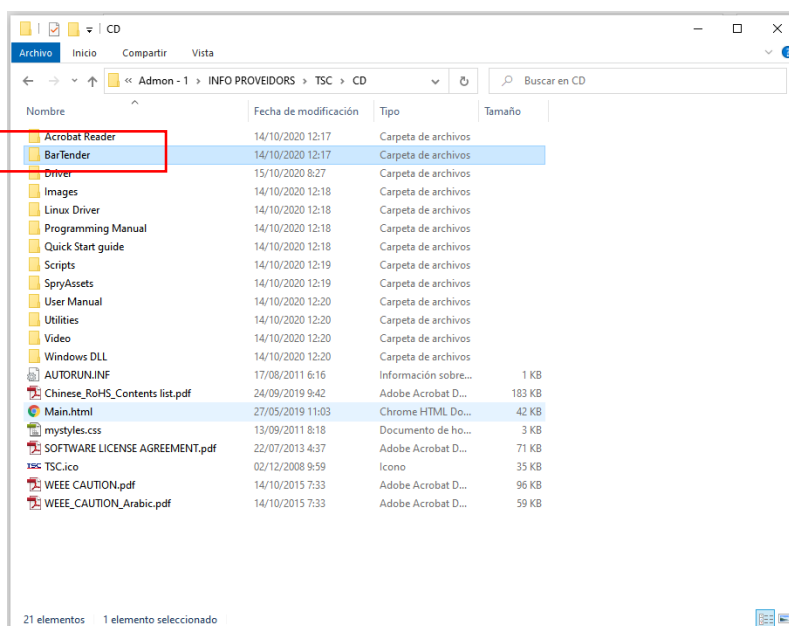 CD
Archivo Inicio Compartir Vista
« Admon - 1 > INFO PROVEIDORS > TSC > CD Buscar en CD
Nombre Fecha de modificación Tipo Tamaño
Acrobat Reader 14/10/2020 12:17 Carpeta de archivos
BarTender 14/10/2020 12:17 Carpeta de archivos
Driver 15/10/2020 8:27 Carpeta de archivos
Images 14/10/2020 12:18 Carpeta de archivos
Linux Driver 14/10/2020 12:18 Carpeta de archivos
Programming Manual 14/10/2020 12:18 Carpeta de archivos
Quick Start guide 14/10/2020 12:18 Carpeta de archivos
Scripts 14/10/2020 12:19 Carpeta de archivos
SpryAssets 14/10/2020 12:19 Carpeta de archivos
User Manual 14/10/2020 12:20 Carpeta de archivos
Utilities 14/10/2020 12:20 Carpeta de archivos
Video 14/10/2020 12:20 Carpeta de archivos
Windows DLL 14/10/2020 12:20 Carpeta de archivos
AUTORUN.INF 17/08/2011 6:16 Información sobre... 1 KB
Chinese_RoHS_Contents list.pdf 24/09/2019 9:42 Adobe Acrobat D... 183 KB
Main.html 27/05/2019 11:03 Chrome HTML Do... 42 KB
mystyles.css 13/09/2011 8:18 Documento de ho... 3 KB
SOFTWARE LICENSE AGREEMENT.pdf 22/07/2013 4:37 Adobe Acrobat D... 71 KB
TSC TSC.ico 02/12/2008 9:59 Icono 35 KB
WEEE CAUTION.pdf 14/10/2015 7:33 Adobe Acrobat D... 96 KB
WEEE_CAUTION_Arabic.pdf 14/10/2015 7:33 Adobe Acrobat D... 59 KB
21 elementos 1 elemento seleccionado